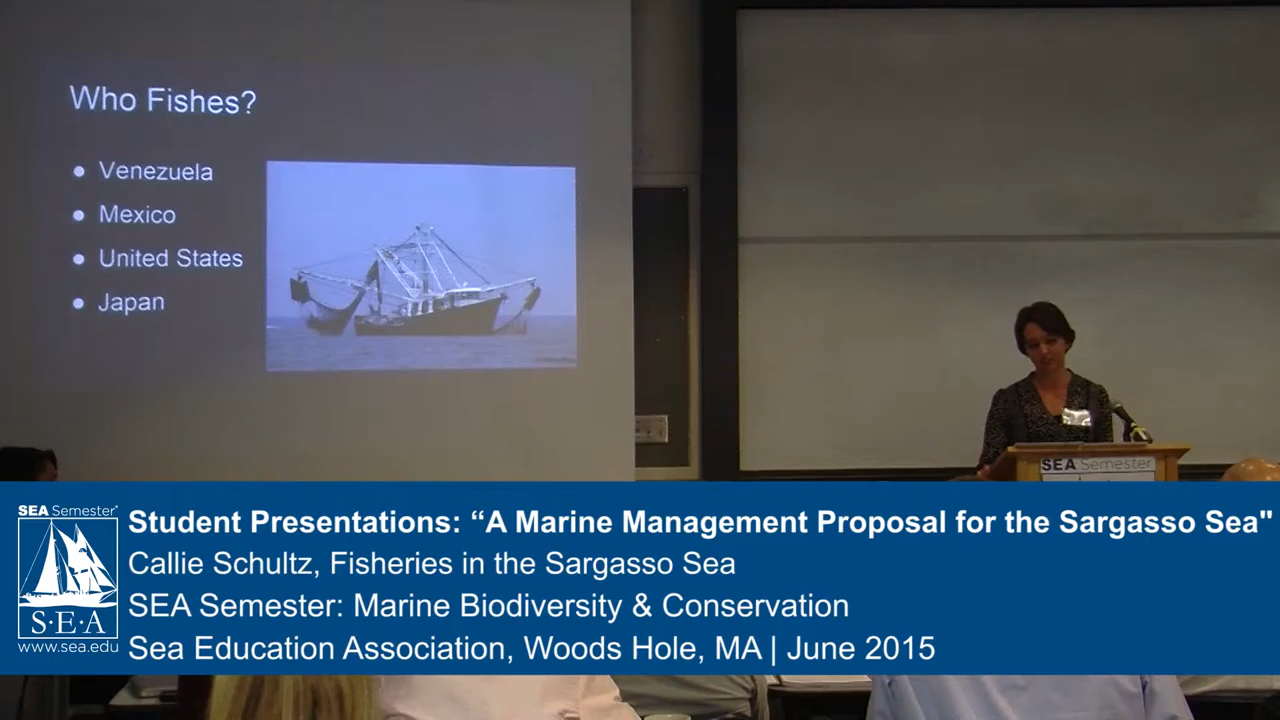 Who Fishes?
● Venezuela
● Mexico
● United States
● Japan
SEA Semester
SEA Semester®
S·E·A
www.sea.edu
Student Presentations: “A Marine Management Proposal for the Sargasso Sea"
Callie Schultz, Fisheries in the Sargasso Sea
SEA Semester: Marine Biodiversity & Conservation
Sea Education Association, Woods Hole, MA | June 2015